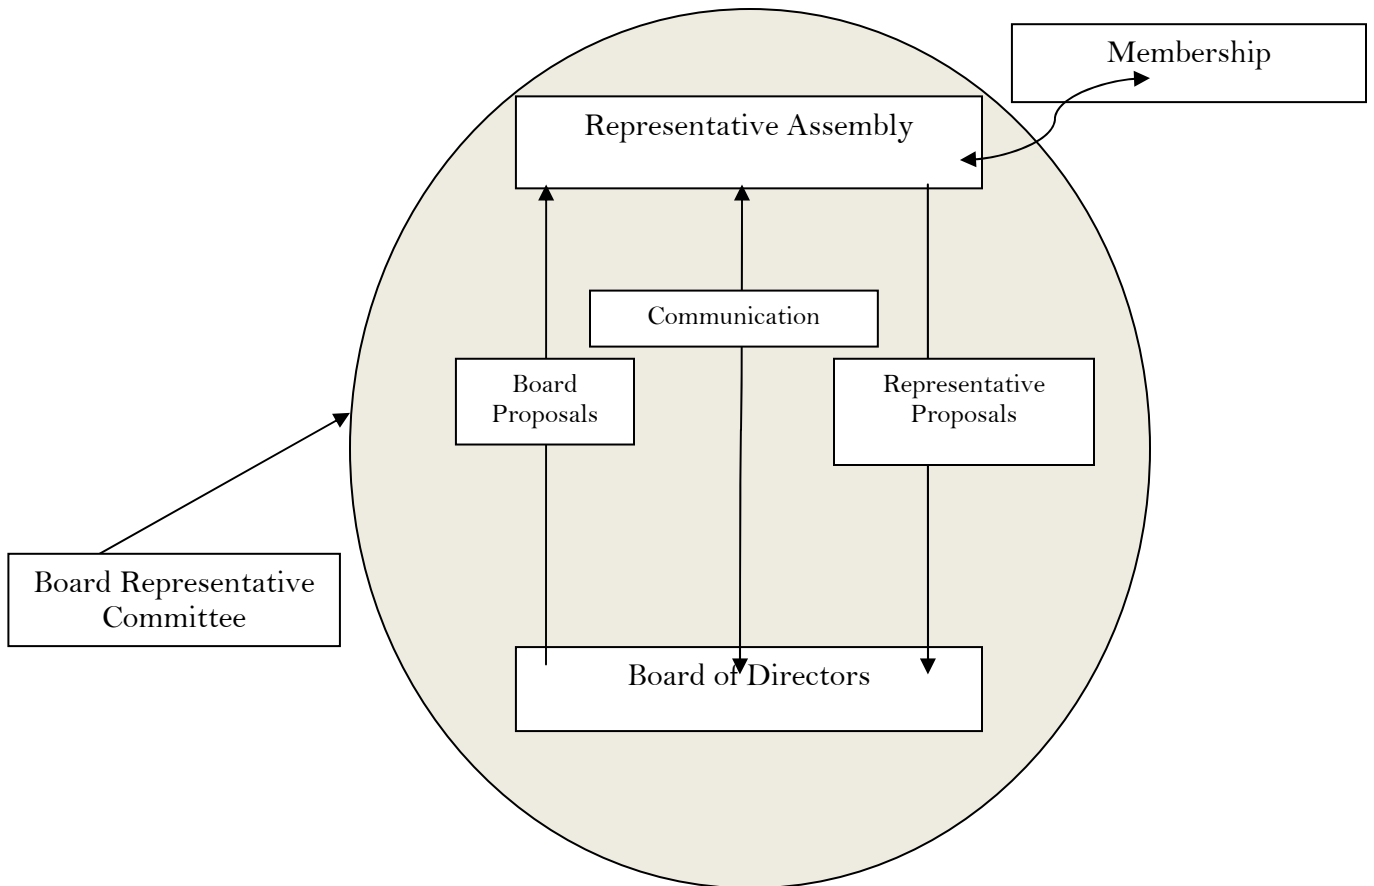 Membership
Representative Assembly
Communication
Board
Proposals
Representative
Proposals
Board Representative
Committee
Board of Directors